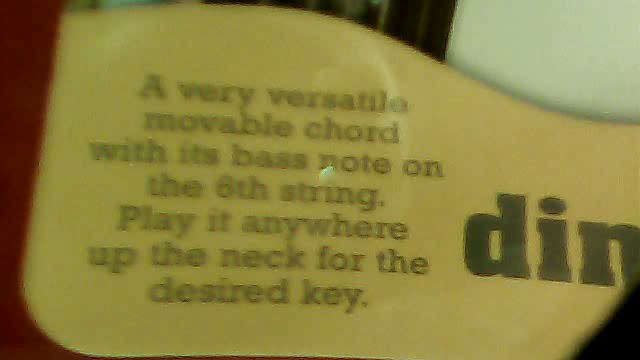 A very versatile
movable chord
with its bass note on
the 6th string.
Play it anywhere
up the neck for the
desired key.